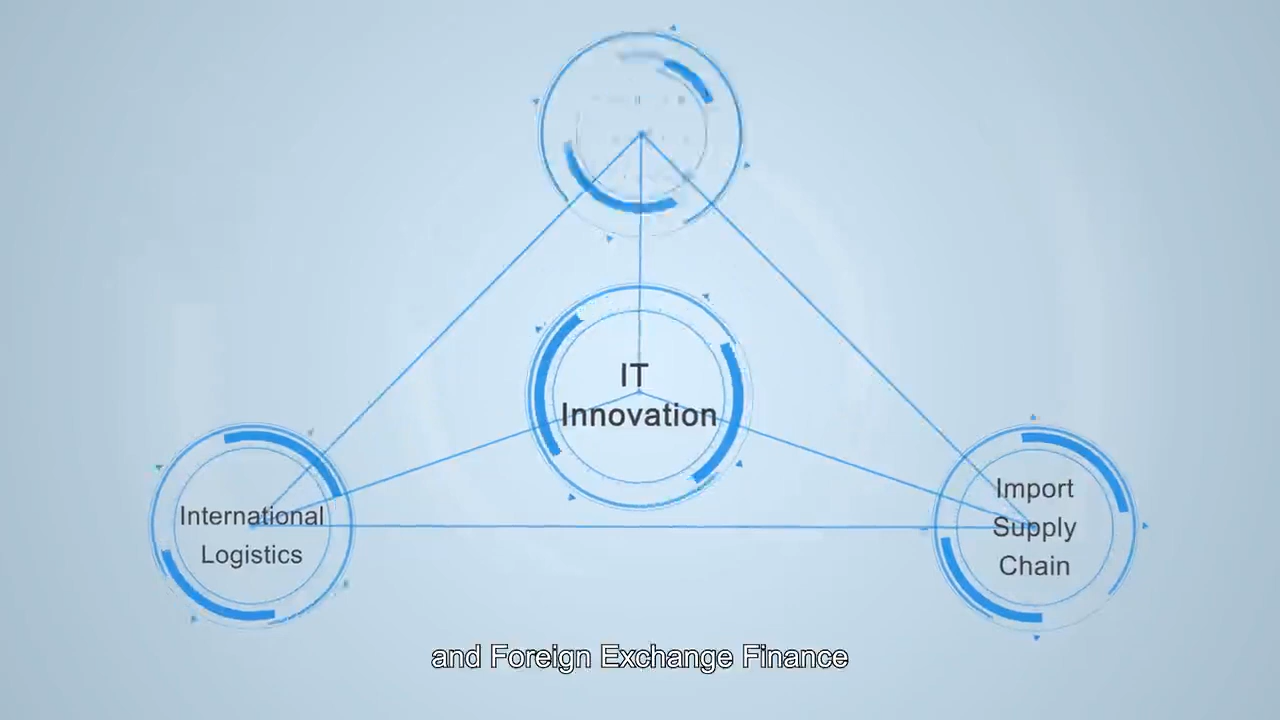 IT
Innovation
International
Logistics
Import
Supply
Chain
and Foreign Exchange Finance